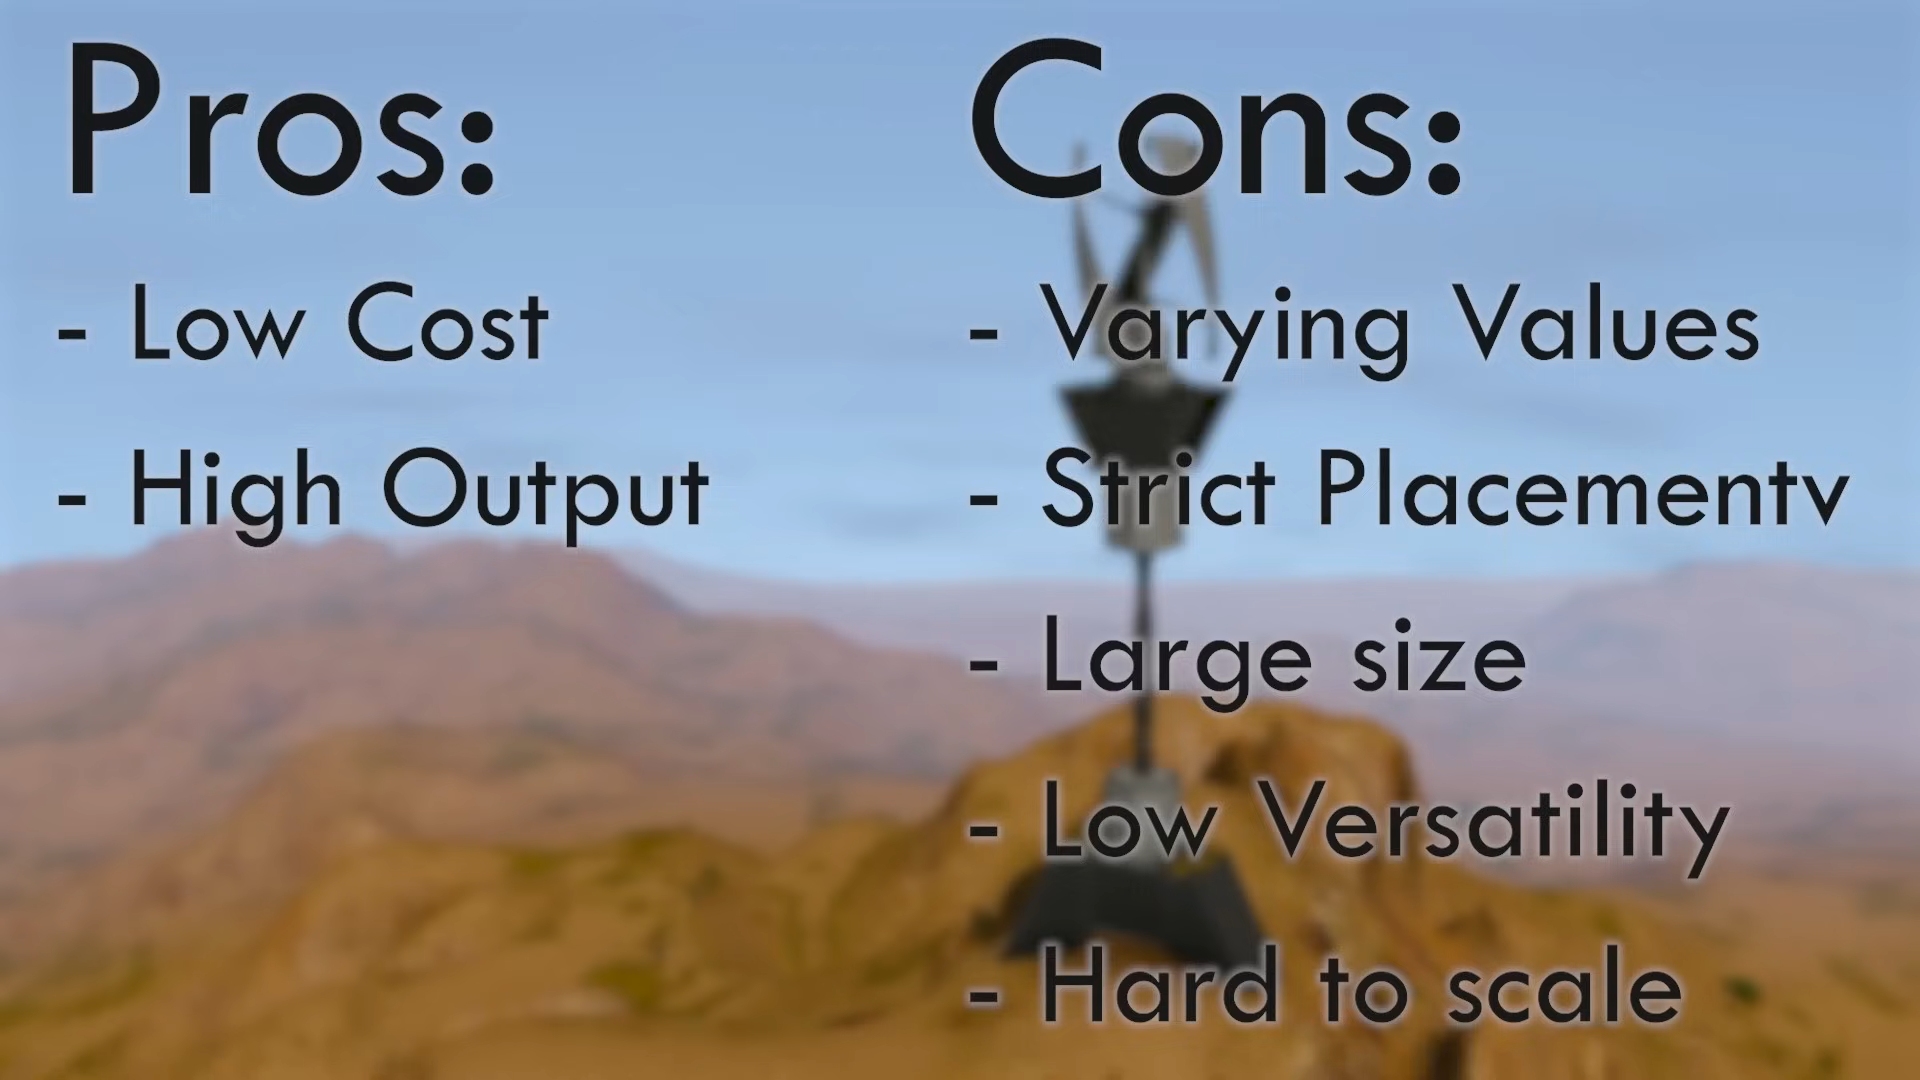 Pros:
- Low Cost
- High Output
Cons:
- Varying Values
- Strict Placementv
- Large size
- Low Versatility
- Hard to scale